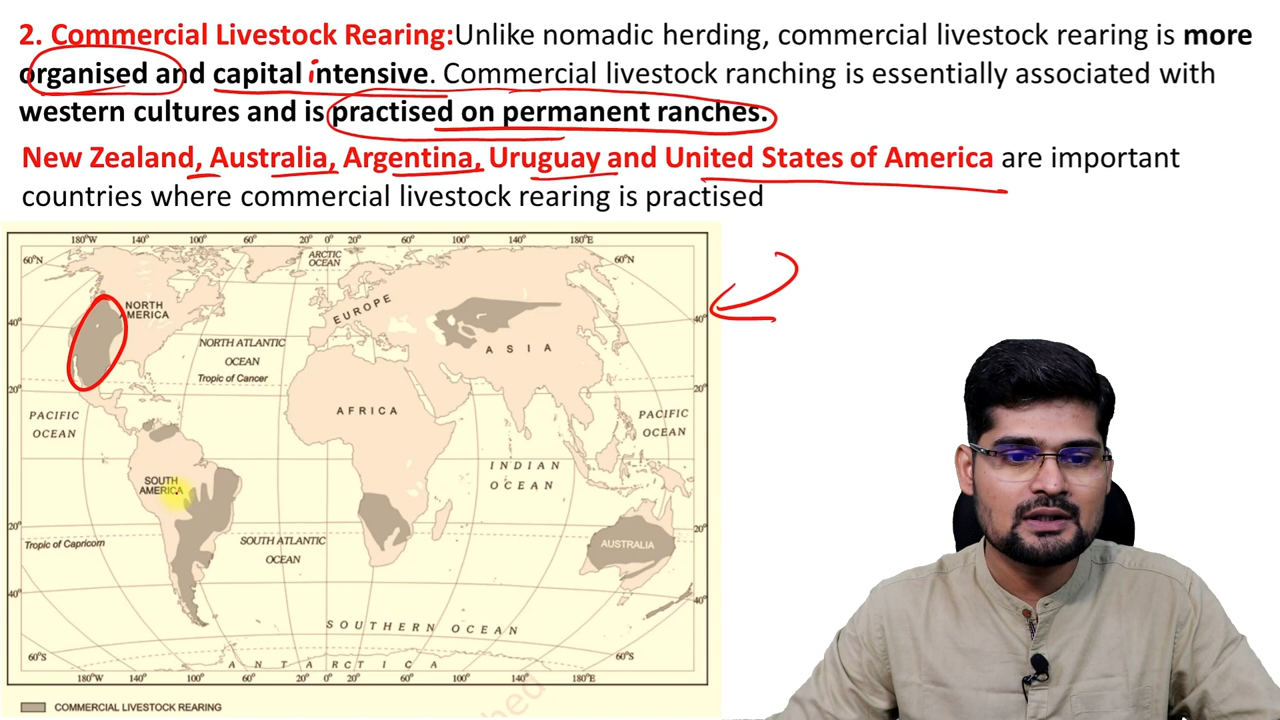 2. Commercial Livestock Rearing:Unlike nomadic herding, commercial livestock rearing is more
organised and capital intensive. Commercial livestock ranching is essentially associated with
western cultures and is practised on permanent ranches.
New Zealand, Australia, Argentina, Uruguay and United States of America are important
countries where commercial livestock rearing is practised
180°W 140° 100° 60° 20° 0° 20° 60° 100° 140° 180°E
ARCTIC
OCEAN
60°N 60°N
NORTH
AMERICA
EUROPE
40° 40°
NORTH ATLANTIC
OCEAN
ASIA
Tropic of Cancer
20° 20°
AFRICA
PACIFIC
OCEAN
PACIFIC
OCEAN
INDIAN
OCEAN
SOUTH
AMERICA
20° 20°
Tropic of Capricorn
SOUTH ATLANTIC
OCEAN
AUSTRALIA
40° 40°
SOUTHERN OCEAN
60°S 60°S
ANTARCTICA
180°W 140° 100° 60° 20° 0° 20° 60° 100° 140° 180°E
COMMERCIAL LIVESTOCK REARING